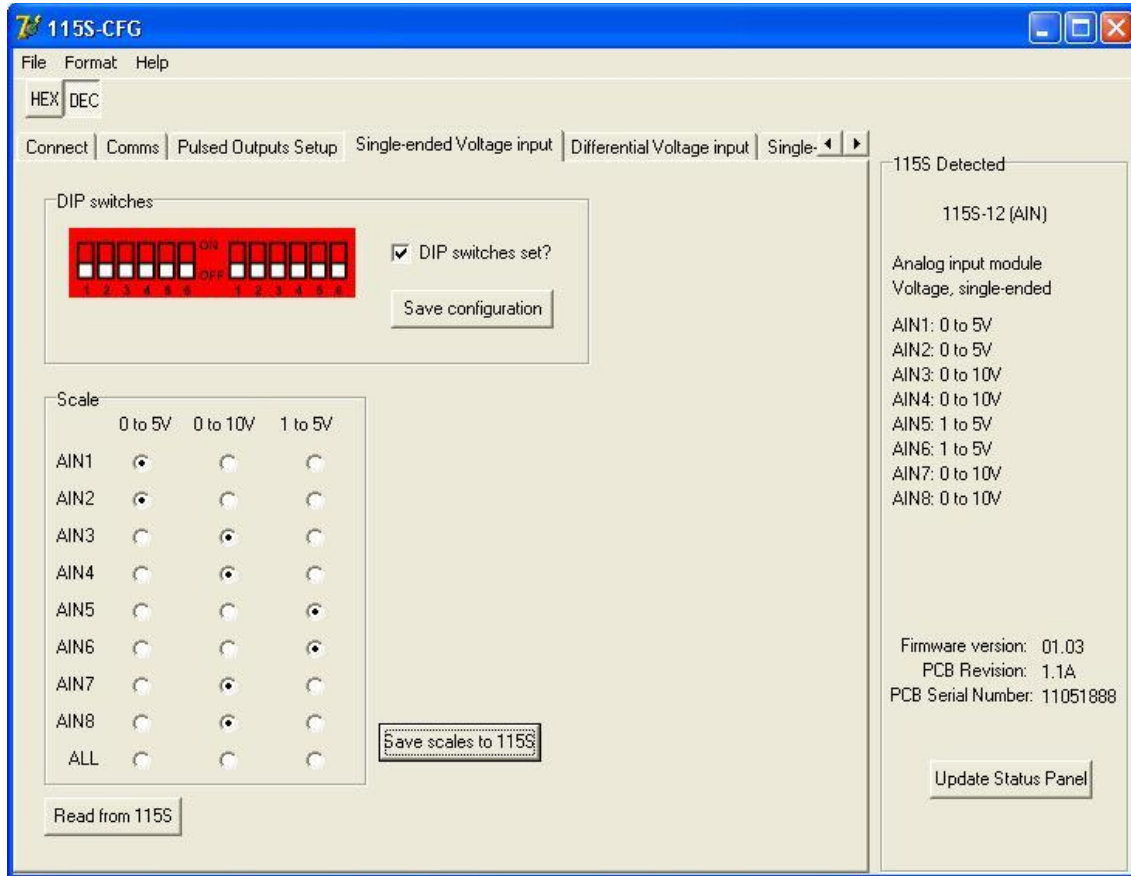 115S-CFG
File Format Help
HEX DEC
Connect Comms Pulsed Outputs Setup Single-ended Voltage input Differential Voltage input Single-
DIP switches
ON
OFF
1 2 3 4 5 6 1 2 3 4 5 6
DIP switches set?
Save configuration
Scale
0 to 5V 0 to 10V 1 to 5V
AIN1
AIN2
AIN3
AIN4
AIN5
AIN6
AIN7
AIN8
ALL
Save scales to 115S
Read from 115S
115S Detected
115S-12 (AIN)
Analog input module
Voltage, single-ended
AIN1: 0 to 5V
AIN2: 0 to 5V
AIN3: 0 to 10V
AIN4: 0 to 10V
AIN5: 1 to 5V
AIN6: 1 to 5V
AIN7: 0 to 10V
AIN8: 0 to 10V
Firmware version: 01.03
PCB Revision: 1.1A
PCB Serial Number: 11051888
Update Status Panel